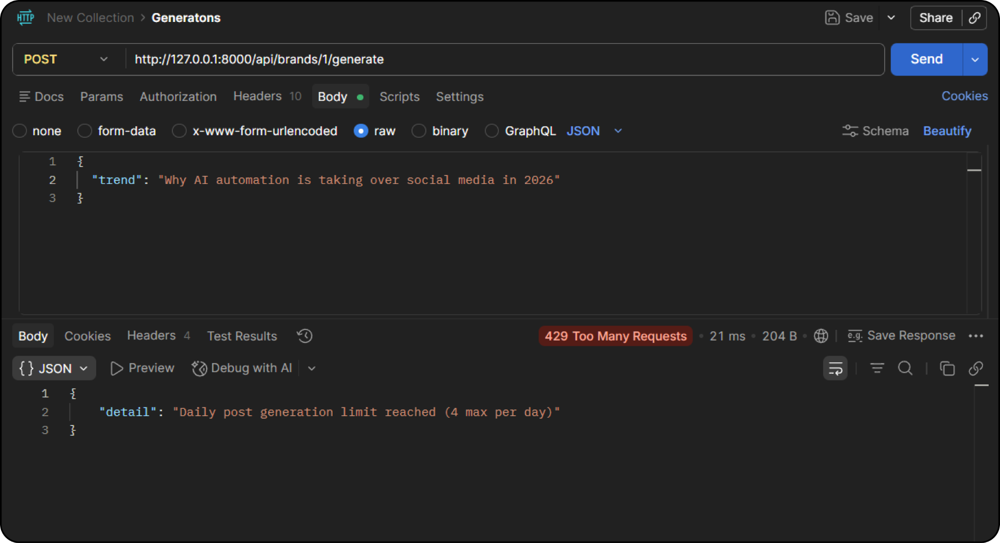 HTTP New Collection > Generatons Save Share
POST http://127.0.0.1:8000/api/brands/1/generate Send
Docs Params Authorization Headers 10 Body Scripts Settings Cookies
none form-data x-www-form-urlencoded raw binary GraphQL JSON Schema Beautify
1 {
2 "trend": "Why AI automation is taking over social media in 2026"
3 }
Body Cookies Headers 4 Test Results 429 Too Many Requests • 21 ms • 204 B • e.g. Save Response
{} JSON Preview Debug with AI
1 {
2 "detail": "Daily post generation limit reached (4 max per day)"
3 }